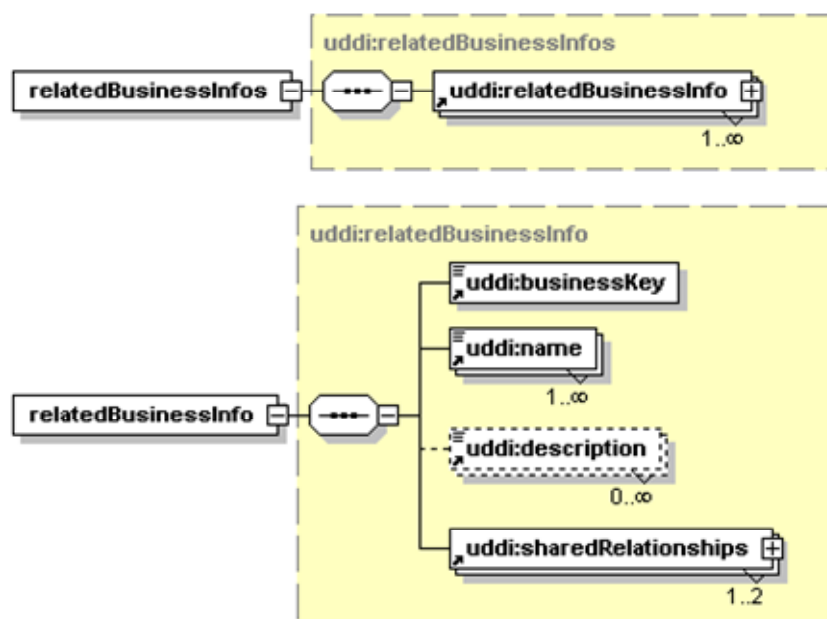 uddi:relatedBusinessInfos
relatedBusinessInfos
uddi:relatedBusinessInfo
1..∞
uddi:relatedBusinessInfo
uddi:businessKey
uddi:name
1..∞
relatedBusinessInfo
uddi:description
0..∞
uddi:sharedRelationships
1..2